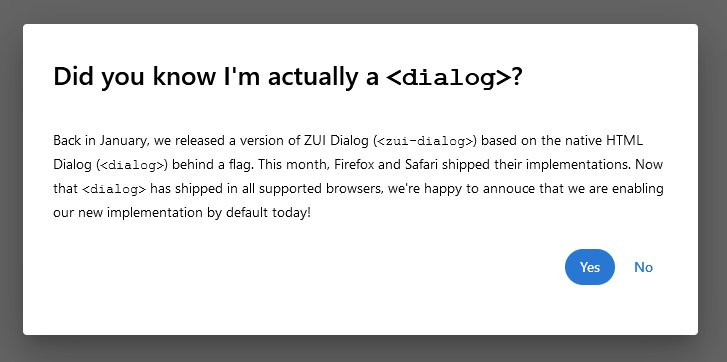 Did you know I'm actually a <dialog>?
Back in January, we released a version of ZUI Dialog (<zui-dialog>) based on the native HTML
Dialog (<dialog>) behind a flag. This month, Firefox and Safari shipped their implementations. Now
that <dialog> has shipped in all supported browsers, we're happy to annouce that we are enabling
our new implementation by default today!
Yes No